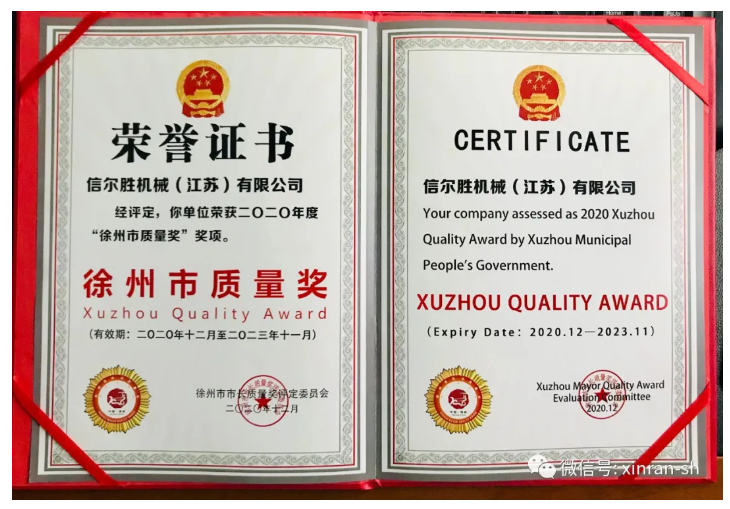 荣誉证书
信尔胜机械（江苏）有限公司
经评定，你单位荣获二〇二〇年度
“徐州市质量奖”奖项。
徐州市质量奖
Xuzhou Quality Award
（有效期：二〇二〇年十二月至二〇二三年十一月）
徐州市市长质量奖评定委员会
二〇二〇年十二月
CERTIFICATE
信尔胜机械（江苏）有限公司
Your company assessed as 2020 Xuzhou
Quality Award by Xuzhou Municipal
People’s Government.
XUZHOU QUALITY AWARD
(Expiry Date: 2020.12—2023.11)
Xuzhou Mayor Quality Award
Evaluation Committee
2020.12
微信号: xinran-sh